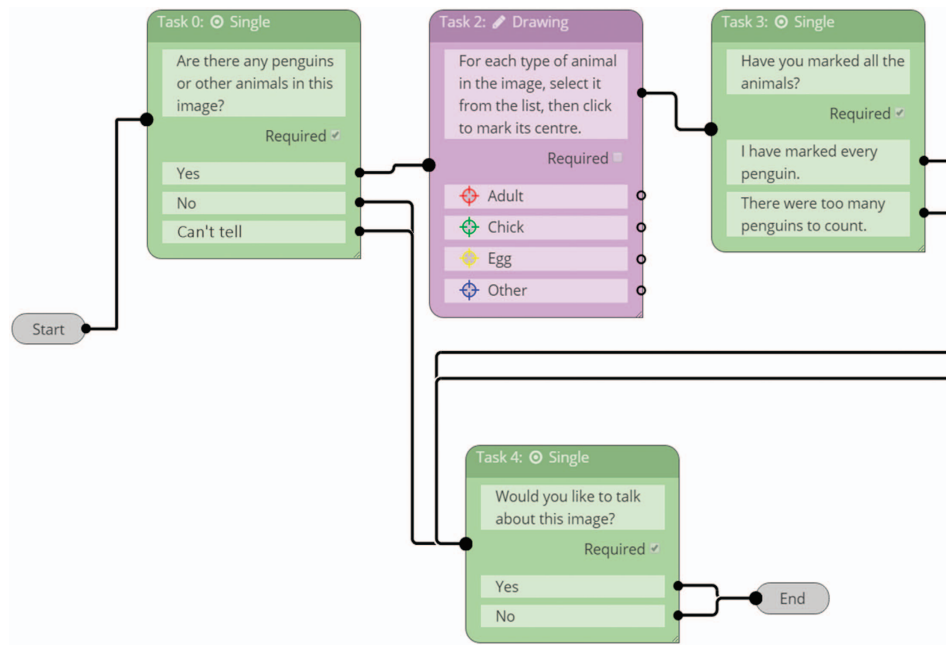 Task 0: Single
Are there any penguins
or other animals in this
image?
Required
Yes
No
Can't tell
Task 2: Drawing
For each type of animal
in the image, select it
from the list, then click
to mark its centre.
Required
Adult
Chick
Egg
Other
Task 3: Single
Have you marked all the
animals?
Required
I have marked every
penguin.
There were too many
penguins to count.
Start
Task 4: Single
Would you like to talk
about this image?
Required
Yes
No
End